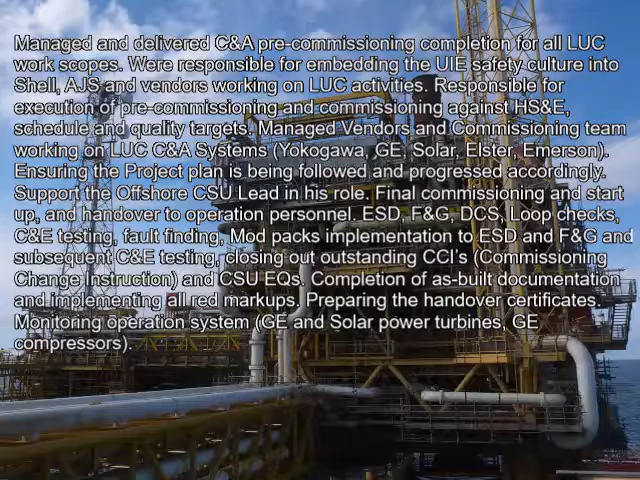 Managed and delivered C&A pre-commissioning completion for all LUC
work scopes. Were responsible for embedding the UIE safety culture into
Shell, AJS and vendors working on LUC activities. Responsible for
execution of pre-commissioning and commissioning against HS&E,
schedule and quality targets. Managed Vendors and Commissioning team
working on LUC C&A Systems (Yokogawa, GE, Solar, Elster, Emerson).
Ensuring the Project plan is being followed and progressed accordingly.
Support the Offshore CSU Lead in his role. Final commissioning and start
up, and handover to operation personnel. ESD, F&G, DCS, Loop checks,
C&E testing, fault finding, Mod packs implementation to ESD and F&G and
subsequent C&E testing, closing out outstanding CCI's (Commissioning
Change Instruction) and CSU EQs. Completion of as-built documentation
and implementing all red markups. Preparing the handover certificates.
Monitoring operation system (GE and Solar power turbines, GE
compressors).